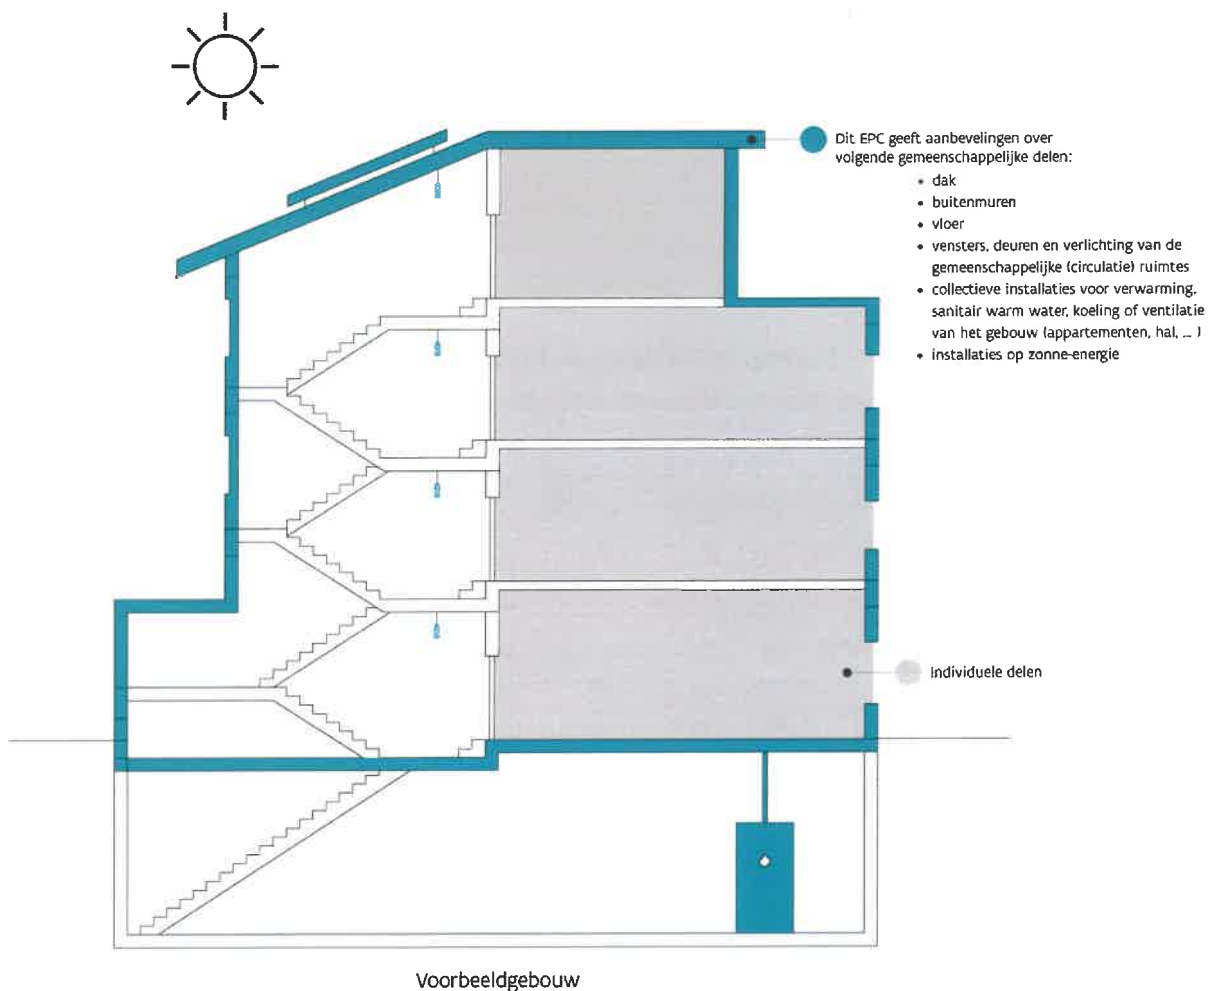 Dit EPC geeft aanbevelingen over
volgende gemeenschappelijke delen:
• dak
• buitenmuren
• vloer
• vensters, deuren en verlichting van de
gemeenschappelijke (circulatie) ruimtes
• collectieve installaties voor verwarming,
sanitair warm water, koeling of ventilatie
van het gebouw (appartementen, hal, ... )
• installaties op zonne-energie
Individuele delen
Voorbeeldgebouw